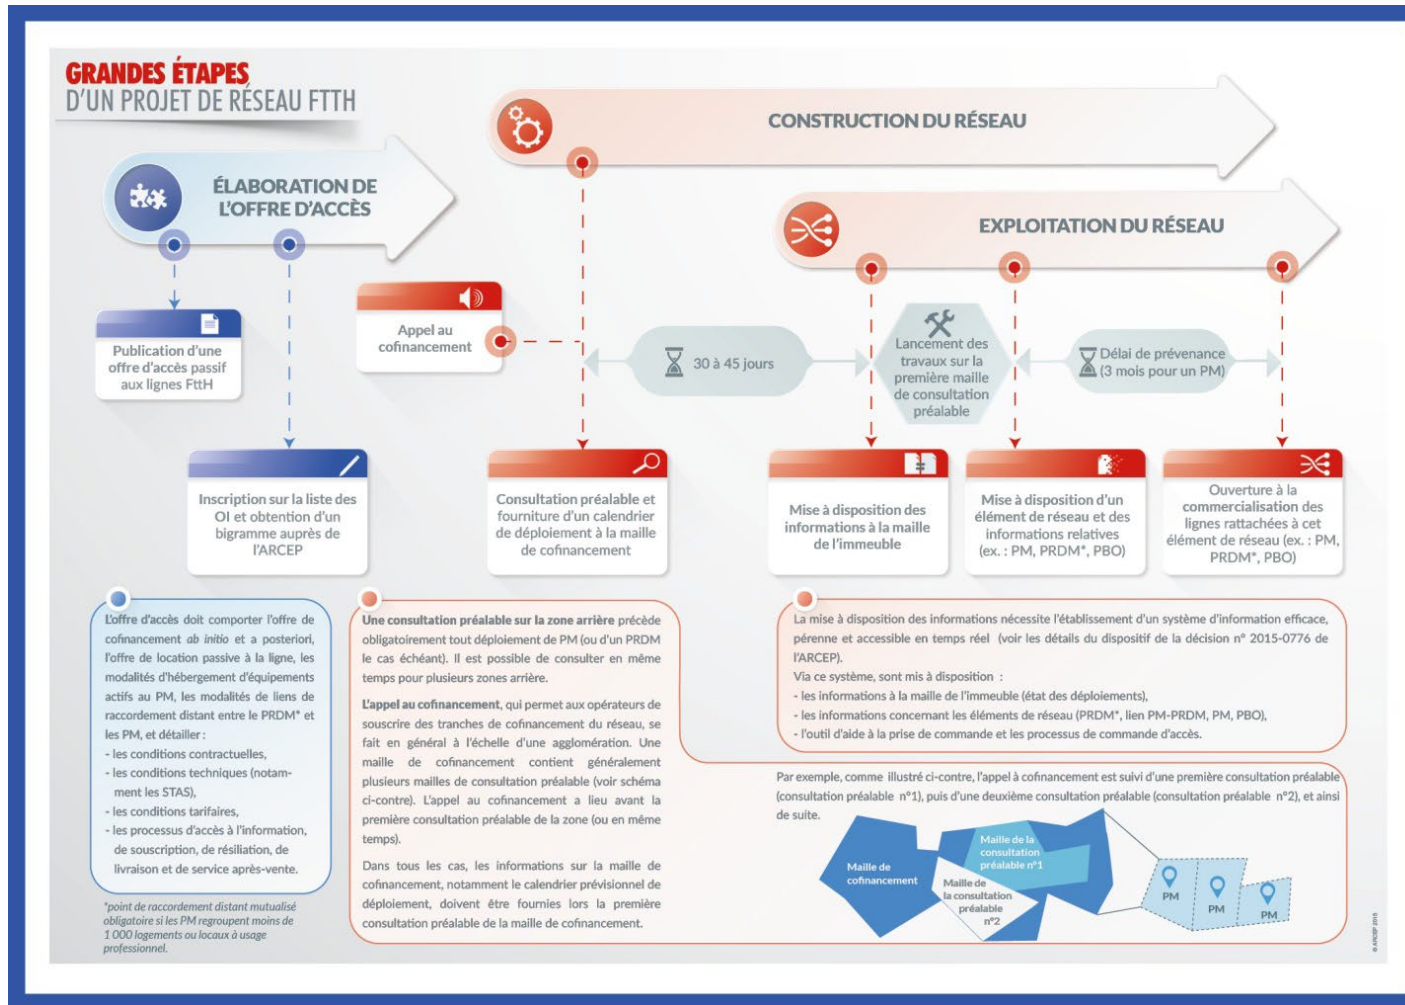 GRANDES ÉTAPES
D'UN PROJET DE RÉSEAU FTTH
CONSTRUCTION DU RÉSEAU
ÉLABORATION DE
L'OFFRE D'ACCÈS
EXPLOITATION DU RÉSEAU
Publication d'une
offre d'accès passif
aux lignes FttH
Appel au
cofinancement
30 à 45 jours
Lancement des
travaux sur la
première maille
de consultation
préalable
Délai de prévenance
(3 mois pour un PM)
Inscription sur la liste des
OI et obtention d'un
bigramme auprès de
l'ARCEP
Consultation préalable et
fourniture d'un calendrier
de déploiement à la maille
de cofinancement
Mise à disposition des
informations à la maille
de l'immeuble
Mise à disposition d'un
élément de réseau et des
informations relatives
(ex. : PM, PRDM*, PBO)
Ouverture à la
commercialisation des
lignes rattachées à cet
élément de réseau (ex. : PM,
PRDM*, PBO)
L'offre d'accès doit comporter l'offre de
cofinancement ab initio et a posteriori,
l'offre de location passive à la ligne, les
modalités d'hébergement d'équipements
actifs au PM, les modalités de liens de
raccordement distant entre le PRDM* et
les PM, et détailler :
- les conditions contractuelles,
- les conditions techniques (notam-
ment les STAS),
- les conditions tarifaires,
- les processus d'accès à l'information,
de souscription, de résiliation, de
livraison et de service après-vente.
*point de raccordement distant mutualisé
obligatoire si les PM regroupent moins de
1 000 logements ou locaux à usage
professionnel.
Une consultation préalable sur la zone arrière précède
obligatoirement tout déploiement de PM (ou d'un PRDM
le cas échéant). Il est possible de consulter en même
temps pour plusieurs zones arrière.
L'appel au cofinancement, qui permet aux opérateurs de
souscrire des tranches de cofinancement du réseau, se
fait en général à l'échelle d'une agglomération. Une
maille de cofinancement contient généralement
plusieurs mailles de consultation préalable (voir schéma
ci-contre). L'appel au cofinancement a lieu avant la
première consultation préalable de la zone (ou en même
temps).
Dans tous les cas, les informations sur la maille de
cofinancement, notamment le calendrier prévisionnel de
déploiement, doivent être fournies lors la première
consultation préalable de la maille de cofinancement.
La mise à disposition des informations nécessite l'établissement d'un système d'information efficace,
pérenne et accessible en temps réel (voir les détails du dispositif de la décision n° 2015-0776 de
l'ARCEP).
Via ce système, sont mis à disposition :
- les informations à la maille de l'immeuble (état des déploiements),
- les informations concernant les éléments de réseau (PRDM*, lien PM-PRDM, PM, PBO),
- l'outil d'aide à la prise de commande et les processus de commande d'accès.
Par exemple, comme illustré ci-contre, l'appel à cofinancement est suivi d'une première consultation préalable
(consultation préalable n°1), puis d'une deuxième consultation préalable (consultation préalable n°2), et ainsi
de suite.
Maille de
cofinancement
Maille de la
consultation
préalable n°1
Maille de
la consultation
préalable
n°2
PM
PM
PM
© ARCEP 2015